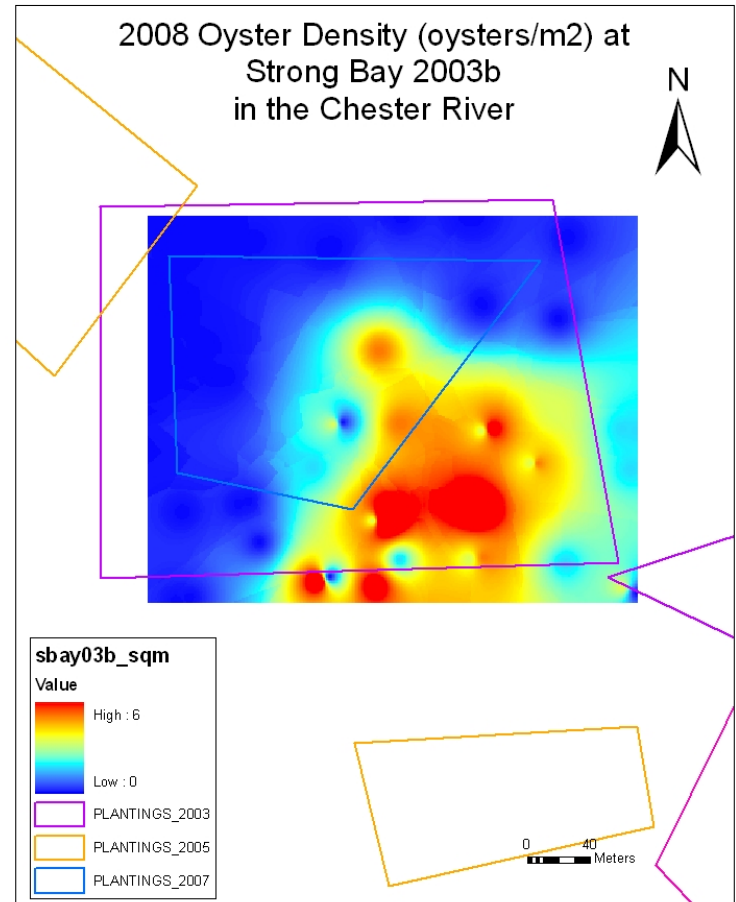 2008 Oyster Density (oysters/m2) at
Strong Bay 2003b
in the Chester River
N
sbay03b_sqm
Value
High : 6
Low : 0
PLANTINGS_2003
PLANTINGS_2005
PLANTINGS_2007
0 40
Meters